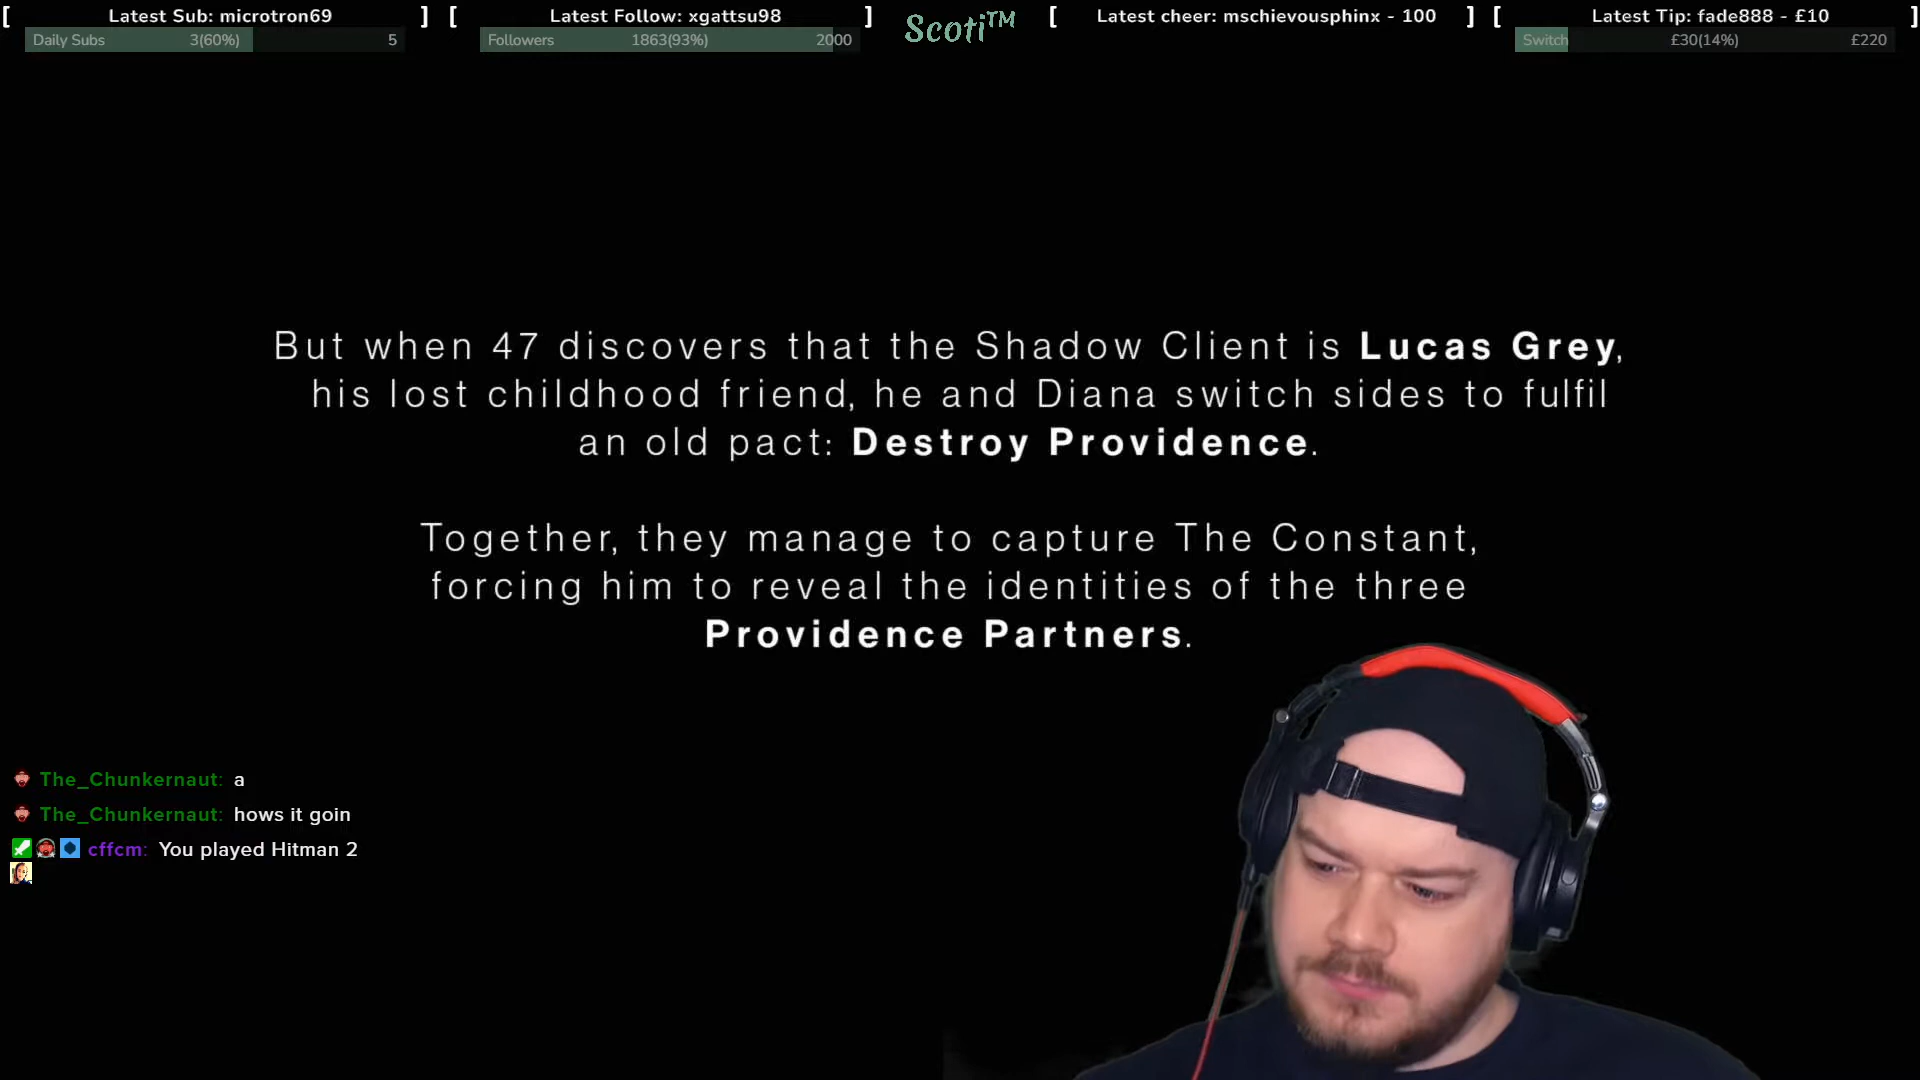 [ Latest Sub: microtron69 ]
Daily Subs 3(60%) 5
[ Latest Follow: xgattsu98 ]
Followers 1863(93%) 2000
Scoti™
[ Latest cheer: mschievousphinx - 100 ]
[ Latest Tip: fade888 - £10 ]
Switch £30(14%) £220
But when 47 discovers that the Shadow Client is Lucas Grey,
his lost childhood friend, he and Diana switch sides to fulfil
an old pact: Destroy Providence.
Together, they manage to capture The Constant,
forcing him to reveal the identities of the three
Providence Partners.
The_Chunkernaut: a
The_Chunkernaut: hows it goin
cffcm: You played Hitman 2